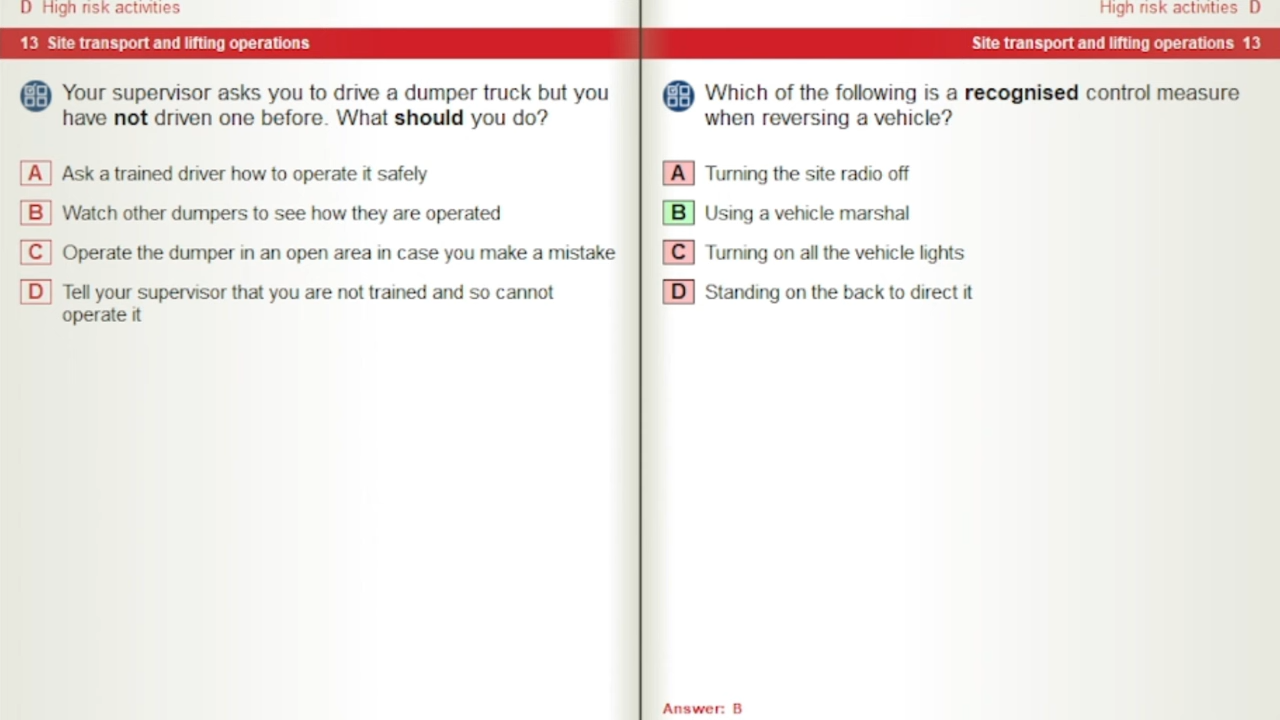 D High risk activities
13 Site transport and lifting operations
Your supervisor asks you to drive a dumper truck but you
have not driven one before. What should you do?
A Ask a trained driver how to operate it safely
B Watch other dumpers to see how they are operated
C Operate the dumper in an open area in case you make a mistake
D Tell your supervisor that you are not trained and so cannot
operate it
High risk activities D
Site transport and lifting operations 13
Which of the following is a recognised control measure
when reversing a vehicle?
A Turning the site radio off
B Using a vehicle marshal
C Turning on all the vehicle lights
D Standing on the back to direct it
Answer: B